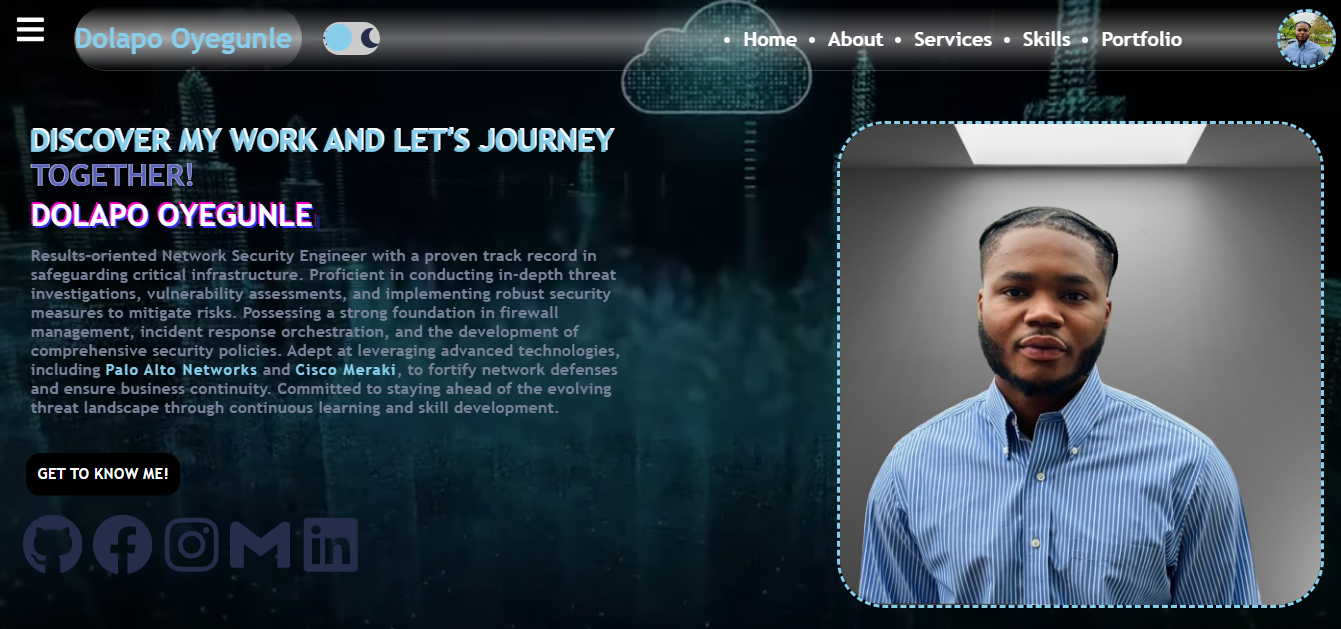 Dolapo Oyegunle
Home
About
Services
Skills
Portfolio
DISCOVER MY WORK AND LET'S JOURNEY
TOGETHER!
DOLAPO OYEGUNLE
Results-oriented Network Security Engineer with a proven track record in
safeguarding critical infrastructure. Proficient in conducting in-depth threat
investigations, vulnerability assessments, and implementing robust security
measures to mitigate risks. Possessing a strong foundation in firewall
management, incident response orchestration, and the development of
comprehensive security policies. Adept at leveraging advanced technologies,
including Palo Alto Networks and Cisco Meraki, to fortify network defenses
and ensure business continuity. Committed to staying ahead of the evolving
threat landscape through continuous learning and skill development.
GET TO KNOW ME!